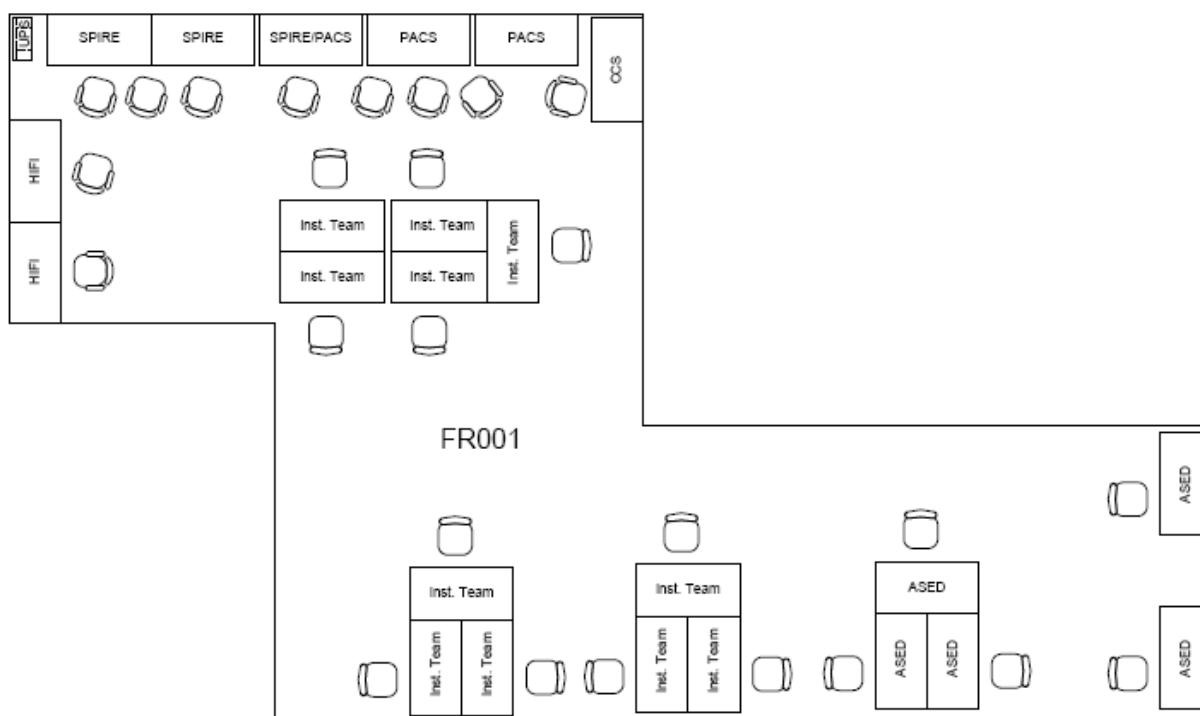 UPS
SPIRE
SPIRE
SPIRE/PACS
PACS
PACS
CCS
HIFI
HIFI
Inst. Team
Inst. Team
Inst. Team
Inst. Team
Inst. Team
FR001
ASED
Inst. Team
Inst. Team
Inst. Team
Inst. Team
Inst. Team
Inst. Team
ASED
ASED
ASED
ASED